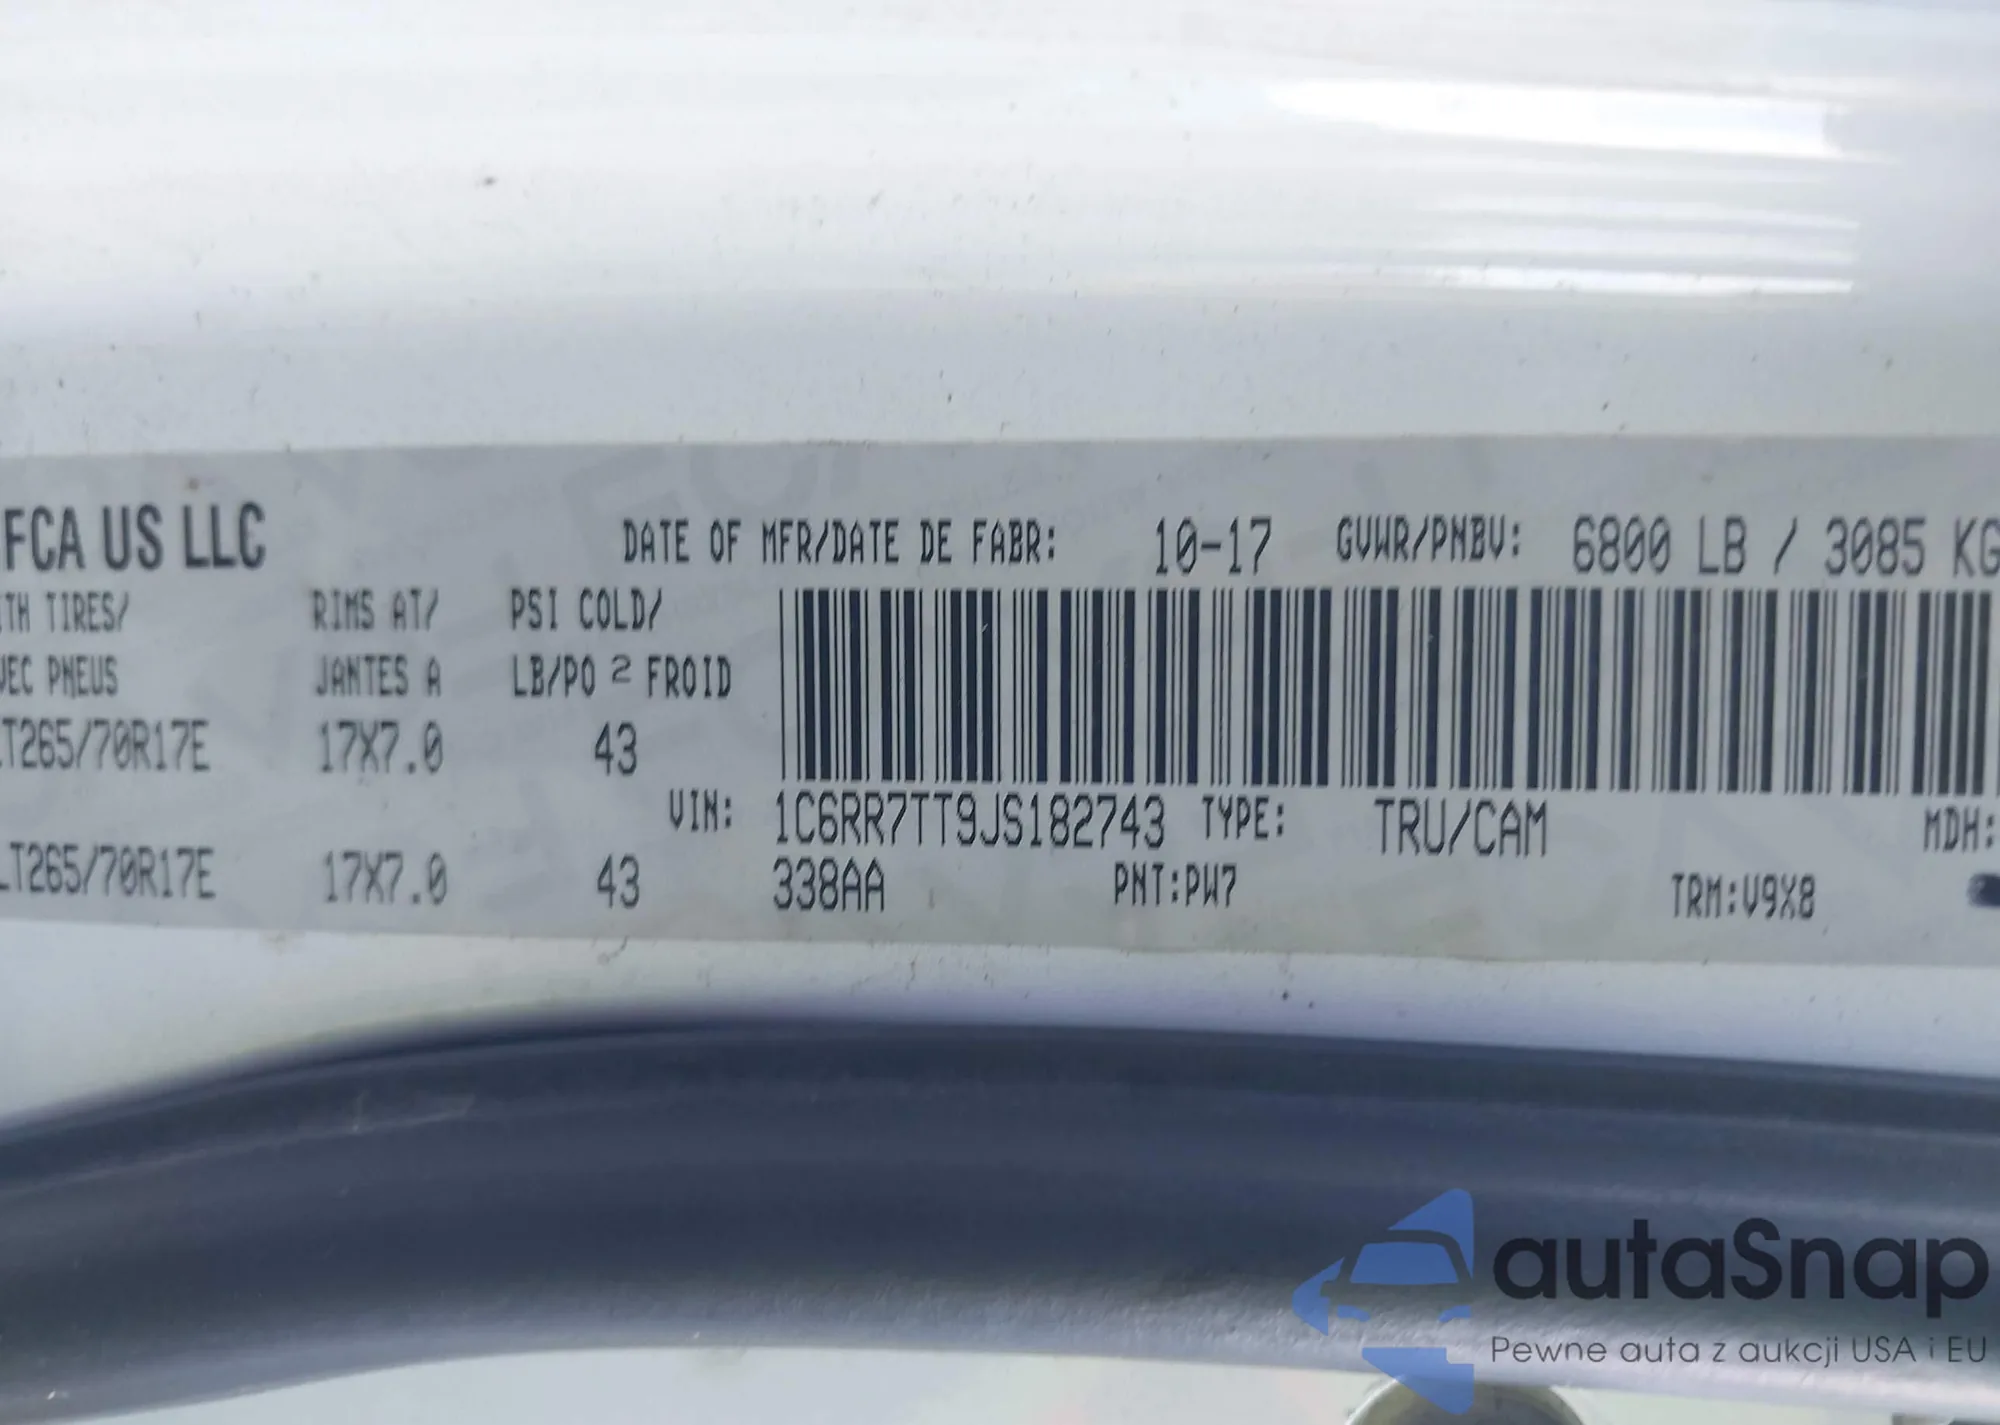 FCA US LLC DATE OF MFR/DATE DE FABR: 10-17 GVWR/PNBV: 6800 LB / 3085 KG
TH TIRES/ RIMS AT/ PSI COLD/
VEC PNEUS JANTES A LB/PO 2 FROID
LT265/70R17E 17X7.0 43
VIN: 1C6RR7TT9JS182743 TYPE: TRU/CAM MDH:
LT265/70R17E 17X7.0 43 338AA PNT:PW7 TRM:V9X8
autaSnap
Pewne auta z aukcji USA i EU